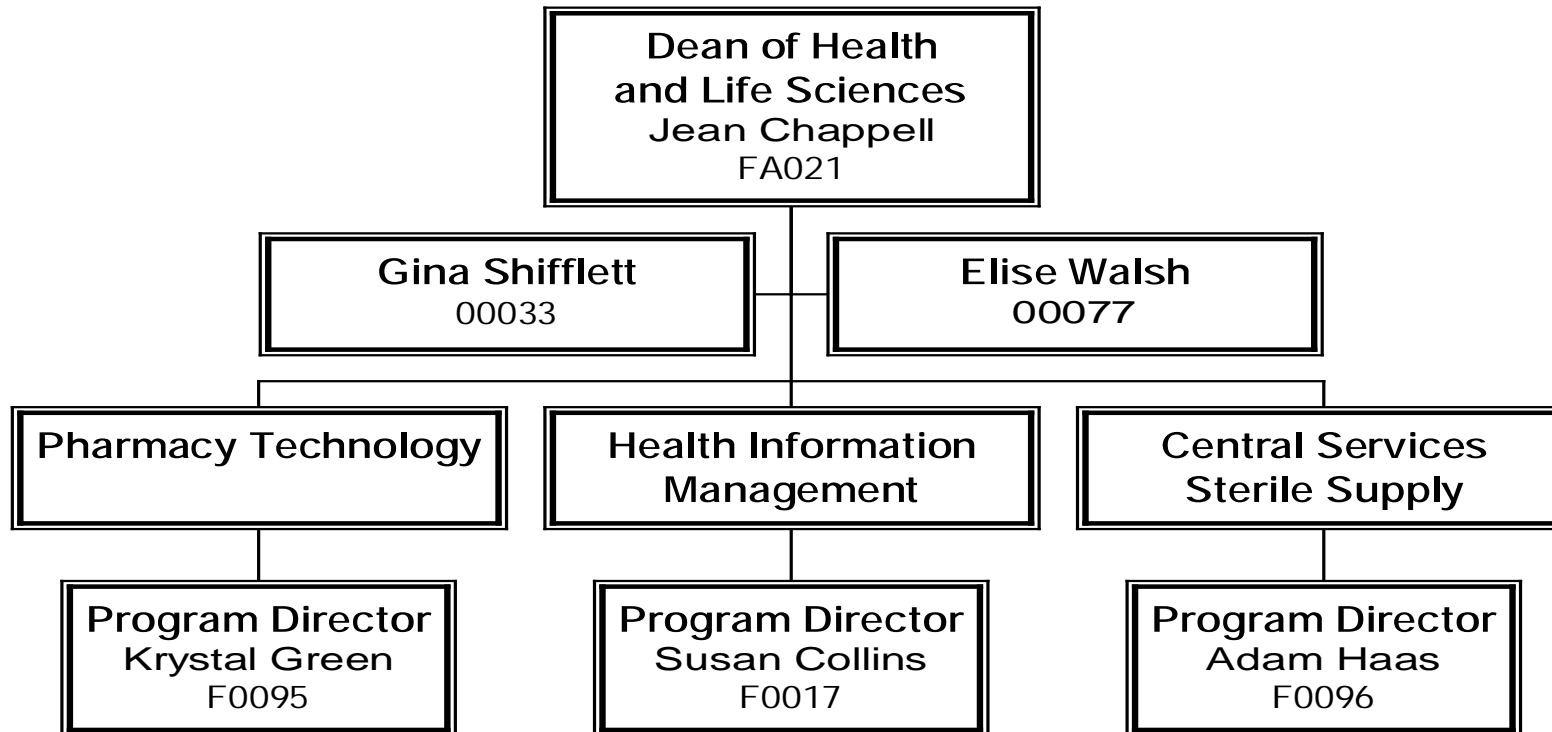 Dean of Health
and Life Sciences
Jean Chappell
FA021
Gina Shifflett
00033
Elise Walsh
00077
Pharmacy Technology
Health Information
Management
Central Services
Sterile Supply
Program Director
Krystal Green
F0095
Program Director
Susan Collins
F0017
Program Director
Adam Haas
F0096